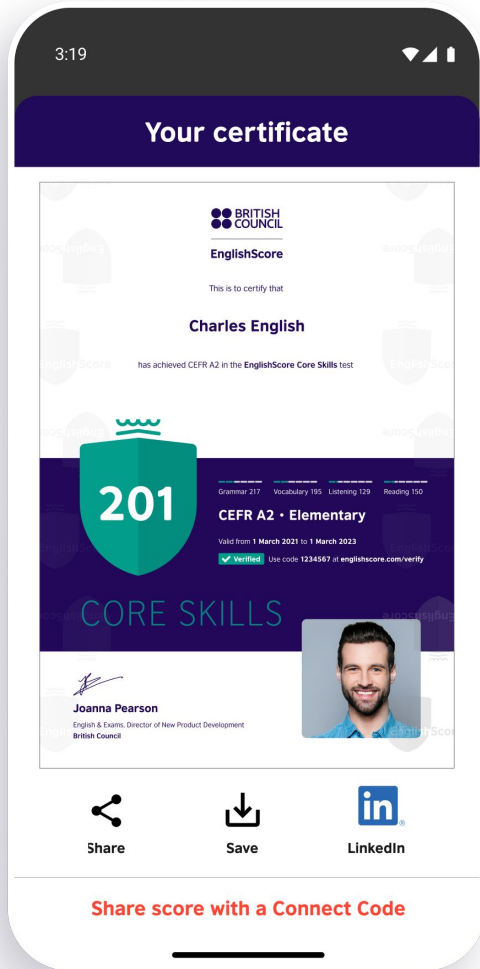 3:19
Your certificate
BRITISH
COUNCIL
EnglishScore
This is to certify that
Charles English
has achieved CEFR A2 in the EnglishScore Core Skills test
201
Grammar 217 Vocabulary 195 Listening 129 Reading 150
CEFR A2 • Elementary
Valid from 1 March 2021 to 1 March 2023
Verified Use code 1234567 at englishscore.com/verify
CORE SKILLS
Joanna Pearson
English & Exams, Director of New Product Development
British Council
Share Save LinkedIn
Share score with a Connect Code